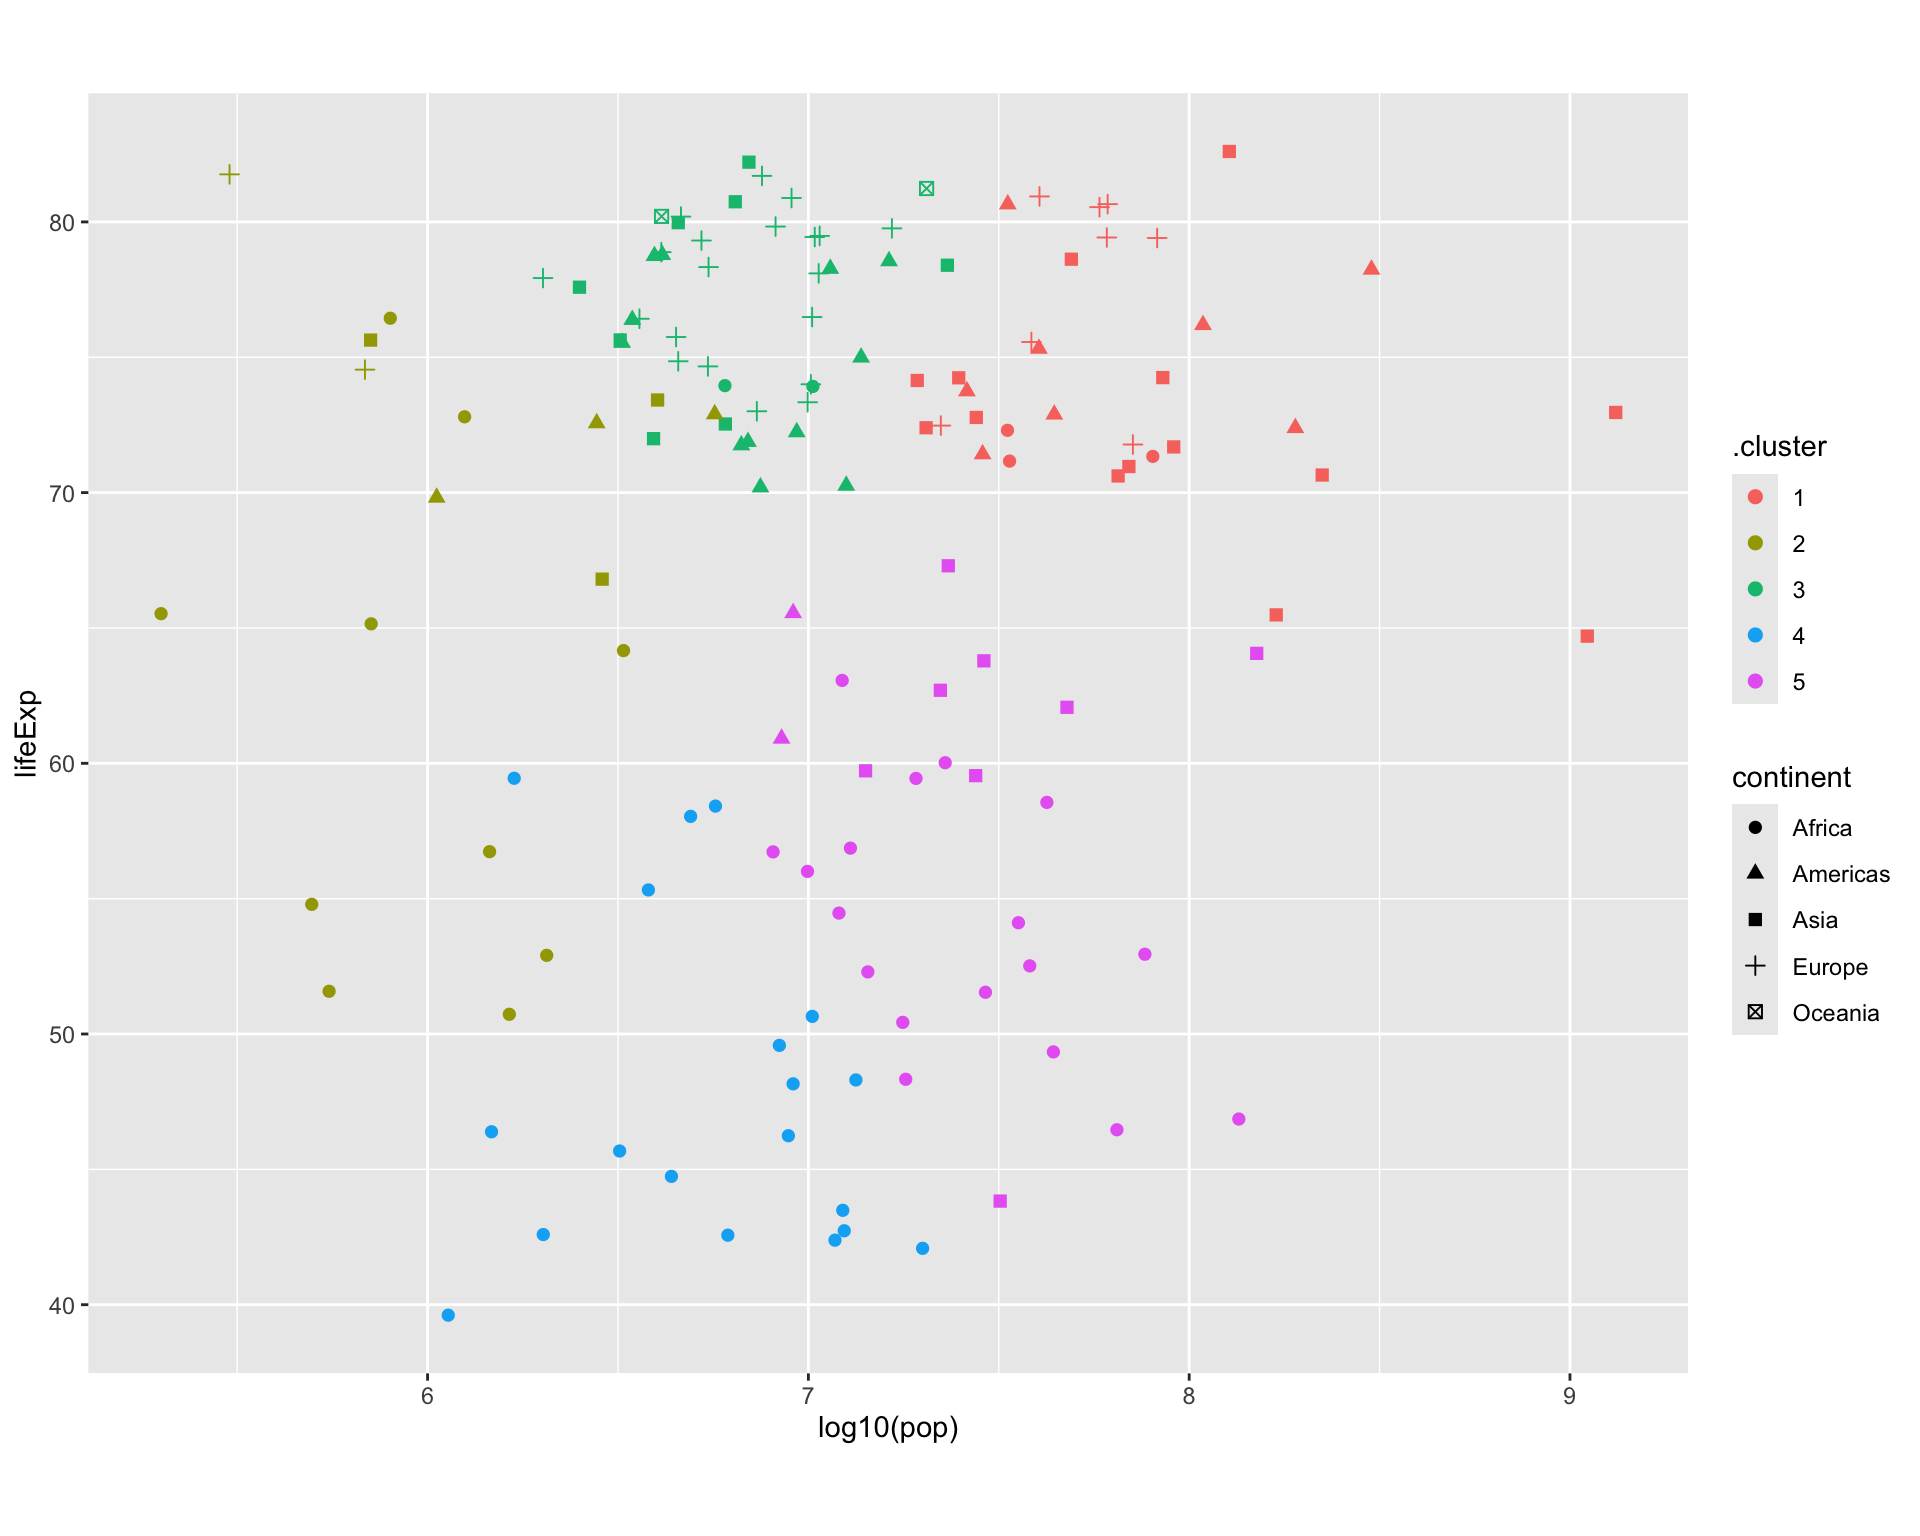 80
70
60
50
40
lifeExp
6
7
8
9
log10(pop)
.cluster
1
2
3
4
5
continent
Africa
Americas
Asia
Europe
Oceania